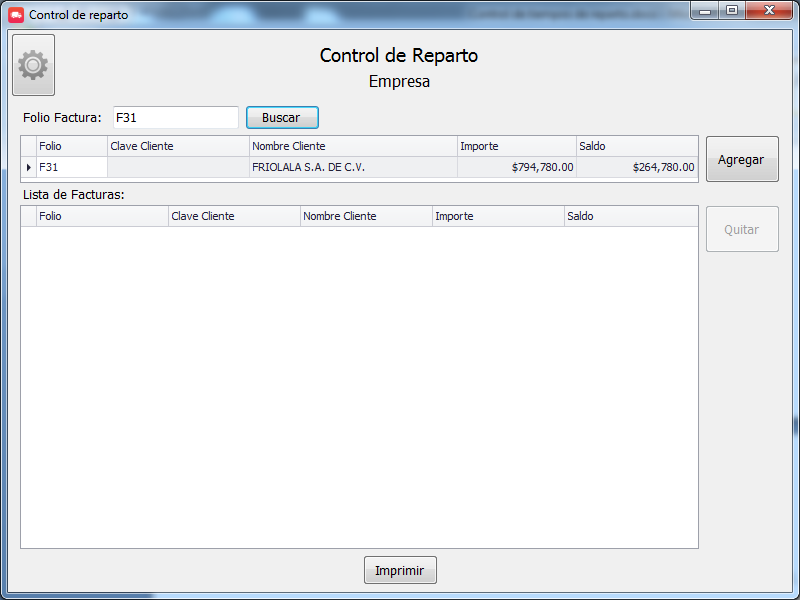 Control de reparto
Control de Reparto
Empresa
Folio Factura: F31 Buscar
Folio Clave Cliente Nombre Cliente Importe Saldo
F31 FRIOLALA S.A. DE C.V. $794,780.00 $264,780.00
Agregar
Lista de Facturas:
Folio Clave Cliente Nombre Cliente Importe Saldo
Quitar
Imprimir